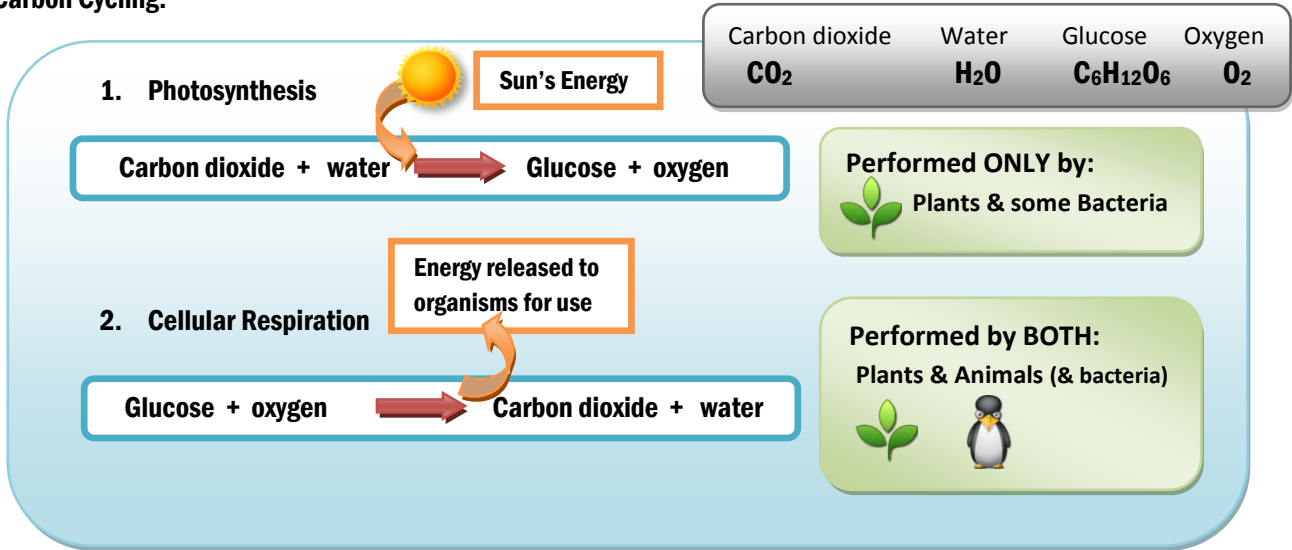 Carbon Cycling:
Carbon dioxide Water Glucose Oxygen
CO₂ H₂O C₆H₁₂O₆ O₂
1. Photosynthesis
Sun's Energy
Carbon dioxide + water Glucose + oxygen
Performed ONLY by:
Plants & some Bacteria
Energy released to
organisms for use
2. Cellular Respiration
Glucose + oxygen Carbon dioxide + water
Performed by BOTH:
Plants & Animals (& bacteria)